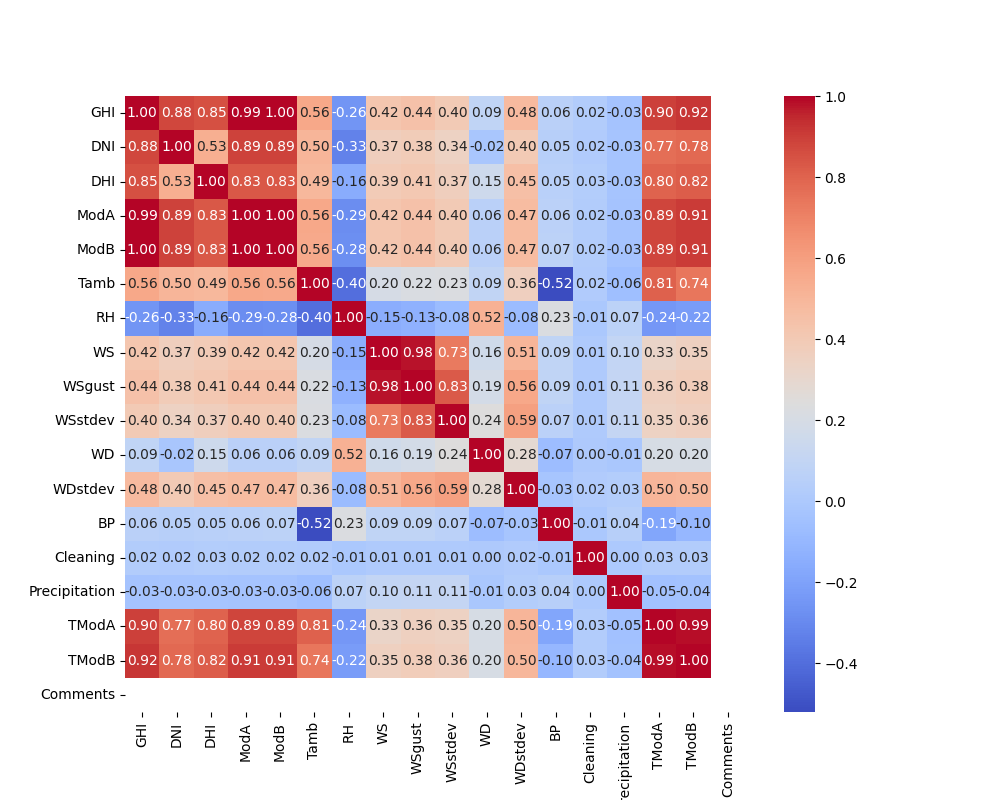 GHI 1.00 0.88 0.85 0.99 1.00 0.56 -0.26 0.42 0.44 0.40 0.09 0.48 0.06 0.02 -0.03 0.90 0.92
DNI 0.88 1.00 0.53 0.89 0.89 0.50 -0.33 0.37 0.38 0.34 -0.02 0.40 0.05 0.02 -0.03 0.77 0.78
DHI 0.85 0.53 1.00 0.83 0.83 0.49 -0.16 0.39 0.41 0.37 0.15 0.45 0.05 0.03 -0.03 0.80 0.82
ModA 0.99 0.89 0.83 1.00 1.00 0.56 -0.29 0.42 0.44 0.40 0.06 0.47 0.06 0.02 -0.03 0.89 0.91
ModB 1.00 0.89 0.83 1.00 1.00 0.56 -0.28 0.42 0.44 0.40 0.06 0.47 0.07 0.02 -0.03 0.89 0.91
Tamb 0.56 0.50 0.49 0.56 0.56 1.00 -0.40 0.20 0.22 0.23 0.09 0.36 -0.52 0.02 -0.06 0.81 0.74
RH -0.26 -0.33 -0.16 -0.29 -0.28 -0.40 1.00 -0.15 -0.13 -0.08 0.52 -0.08 0.23 -0.01 0.07 -0.24 -0.22
WS 0.42 0.37 0.39 0.42 0.42 0.20 -0.15 1.00 0.98 0.73 0.16 0.51 0.09 0.01 0.10 0.33 0.35
WSgust 0.44 0.38 0.41 0.44 0.44 0.22 -0.13 0.98 1.00 0.83 0.19 0.56 0.09 0.01 0.11 0.36 0.38
WSstdev 0.40 0.34 0.37 0.40 0.40 0.23 -0.08 0.73 0.83 1.00 0.24 0.59 0.07 0.01 0.11 0.35 0.36
WD 0.09 -0.02 0.15 0.06 0.06 0.09 0.52 0.16 0.19 0.24 1.00 0.28 -0.07 0.00 -0.01 0.20 0.20
WDstdev 0.48 0.40 0.45 0.47 0.47 0.36 -0.08 0.51 0.56 0.59 0.28 1.00 -0.03 0.02 0.03 0.50 0.50
BP 0.06 0.05 0.05 0.06 0.07 -0.52 0.23 0.09 0.09 0.07 -0.07 -0.03 1.00 -0.01 0.04 -0.19 -0.10
Cleaning 0.02 0.02 0.03 0.02 0.02 0.02 -0.01 0.01 0.01 0.01 0.00 0.02 -0.01 1.00 0.00 0.03 0.03
Precipitation -0.03 -0.03 -0.03 -0.03 -0.03 -0.06 0.07 0.10 0.11 0.11 -0.01 0.03 0.04 0.00 1.00 -0.05 -0.04
TModA 0.90 0.77 0.80 0.89 0.89 0.81 -0.24 0.33 0.36 0.35 0.20 0.50 -0.19 0.03 -0.05 1.00 0.99
TModB 0.92 0.78 0.82 0.91 0.91 0.74 -0.22 0.35 0.38 0.36 0.20 0.50 -0.10 0.03 -0.04 0.99 1.00
Comments
GHI
DNI
DHI
ModA
ModB
Tamb
RH
WS
WSgust
WSstdev
WD
WDstdev
BP
Cleaning
recipitation
TModA
TModB
Comments
1.0
0.8
0.6
0.4
0.2
0.0
−0.2
−0.4